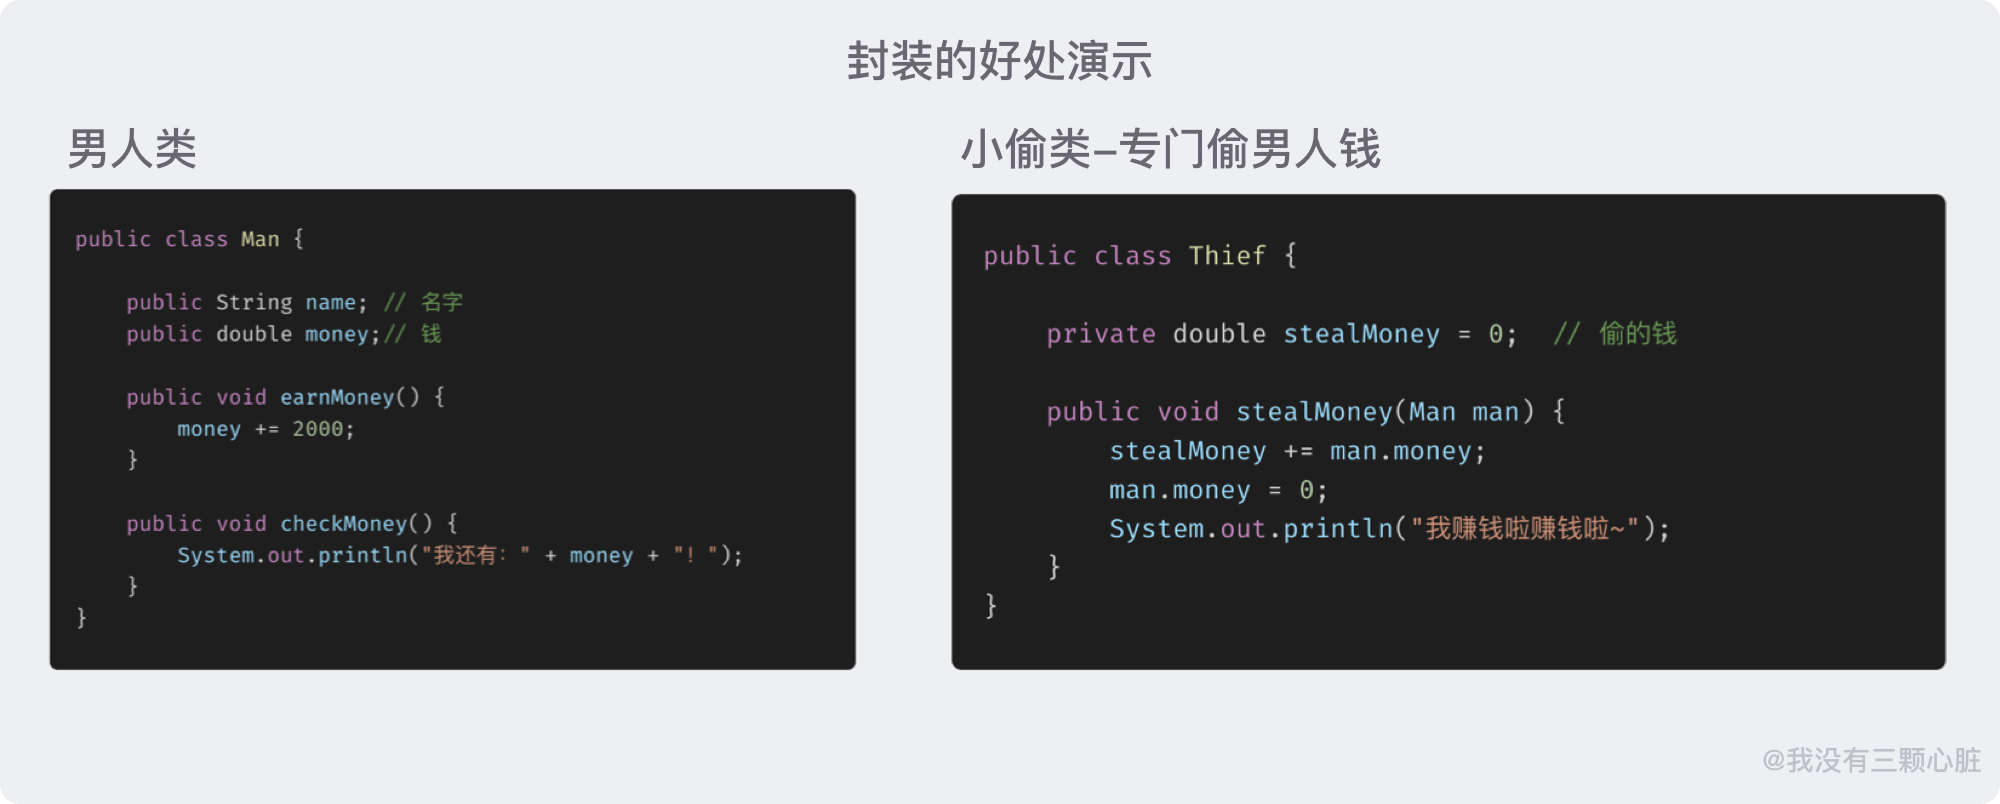 封装的好处演示
男人类
public class Man {
public String name; // 名字
public double money;// 钱
public void earnMoney() {
money += 2000;
}
public void checkMoney() {
System.out.println("我还有：" + money + "！");
}
}
小偷类–专门偷男人钱
public class Thief {
private double stealMoney = 0;  // 偷的钱
public void stealMoney(Man man) {
stealMoney += man.money;
man.money = 0;
System.out.println("我赚钱啦赚钱啦~");
}
}
@我没有三颗心脏